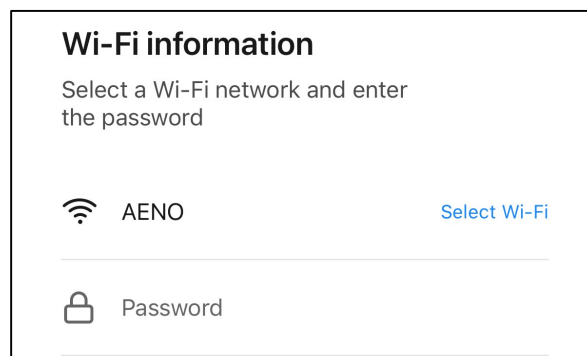 Wi-Fi information
Select a Wi-Fi network and enter
the password
AENO Select Wi-Fi
Password